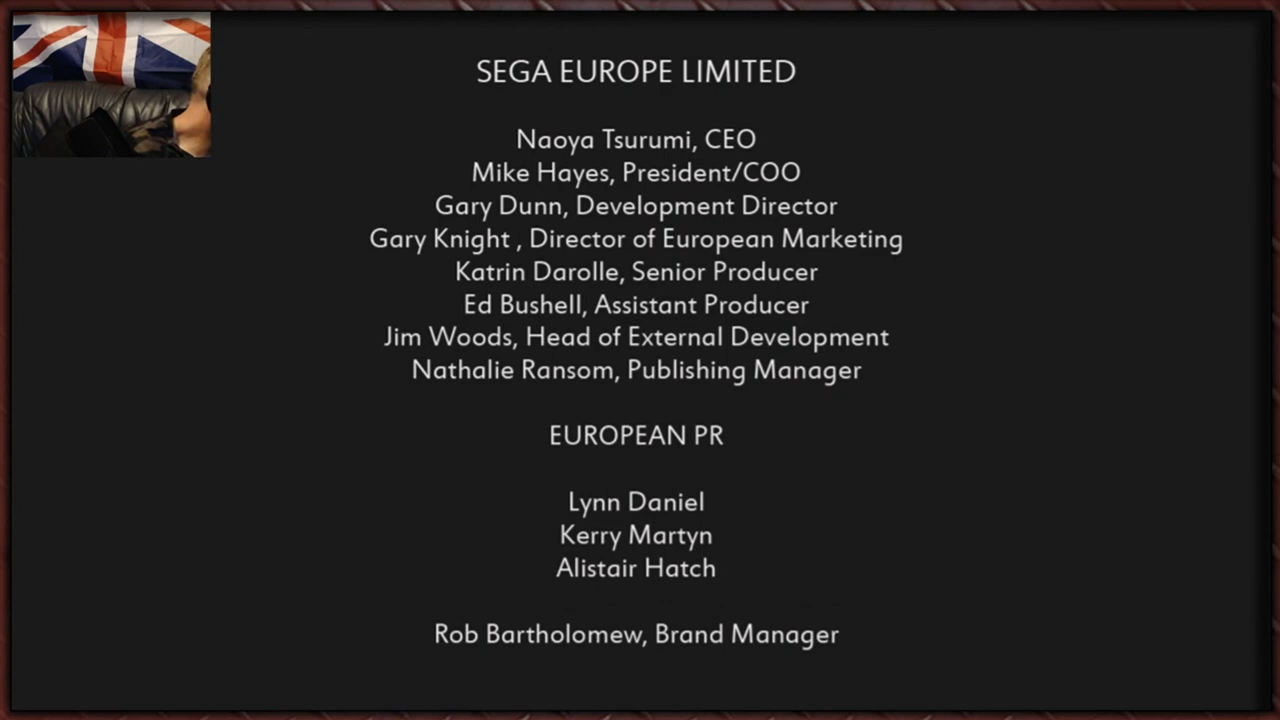 SEGA EUROPE LIMITED
Naoya Tsurumi, CEO
Mike Hayes, President/COO
Gary Dunn, Development Director
Gary Knight , Director of European Marketing
Katrin Darolle, Senior Producer
Ed Bushell, Assistant Producer
Jim Woods, Head of External Development
Nathalie Ransom, Publishing Manager
EUROPEAN PR
Lynn Daniel
Kerry Martyn
Alistair Hatch
Rob Bartholomew, Brand Manager